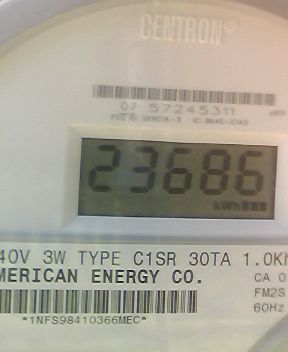 CENTRON®
07 57245311
23686
kWh
40V 3W TYPE C1SR 30TA 1.0Kh
MERICAN ENERGY CO.
CA 0
FM2S
60Hz
*1NFS98410366MEC*